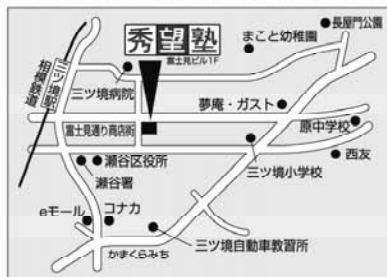 長屋門公園
秀望塾
富士見ビル1F
まこと幼稚園
三ツ境駅
相模鉄道
三ツ境病院
夢庵・ガスト
富士見通り商店街
原中学校
西友
瀬谷区役所
三ツ境小学校
瀬谷署
eモール
コナカ
三ツ境自動車教習所
かまくらみち